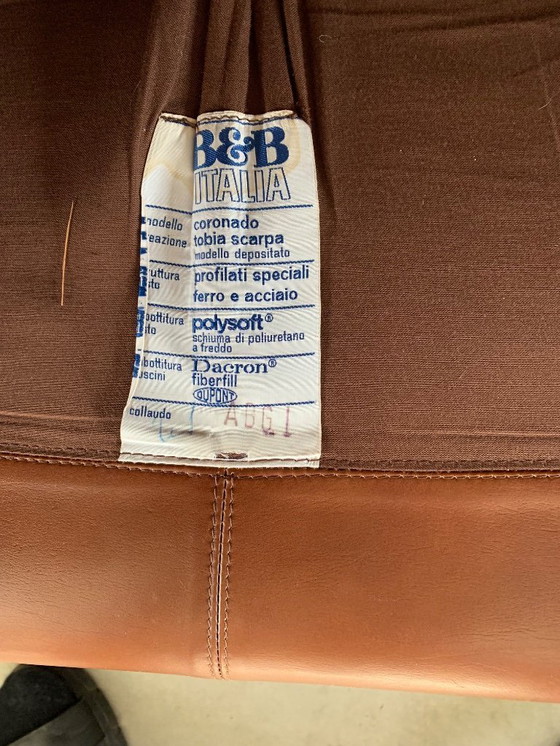 B&B
ITALIA
coronado
tobia scarpa
modello depositato
profilati speciali
ferro e acciaio
polysoft®
schiuma di poliuretano
a freddo
Dacron®
fiberfill
DUPONT
collaudo